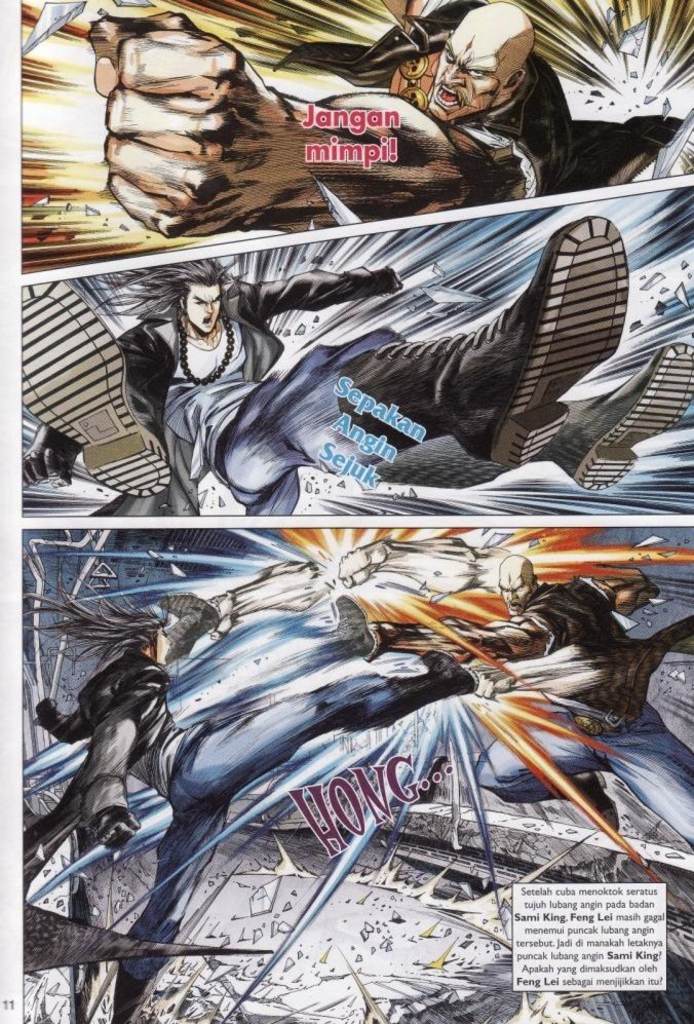 Jangan
mimpi!
Sepakan
Angin
Sejuk
HONG...
Setelah cuba menoktok seratus
tujuh lubang angin pada badan
Sami King, Feng Lei masih gagal
menemui puncak lubang angin
tersebut. Jadi di manakah letaknya
puncak lubang angin Sami King?
Apakah yang dimaksudkan oleh
Feng Lei sebagai menjijikkan itu?
11